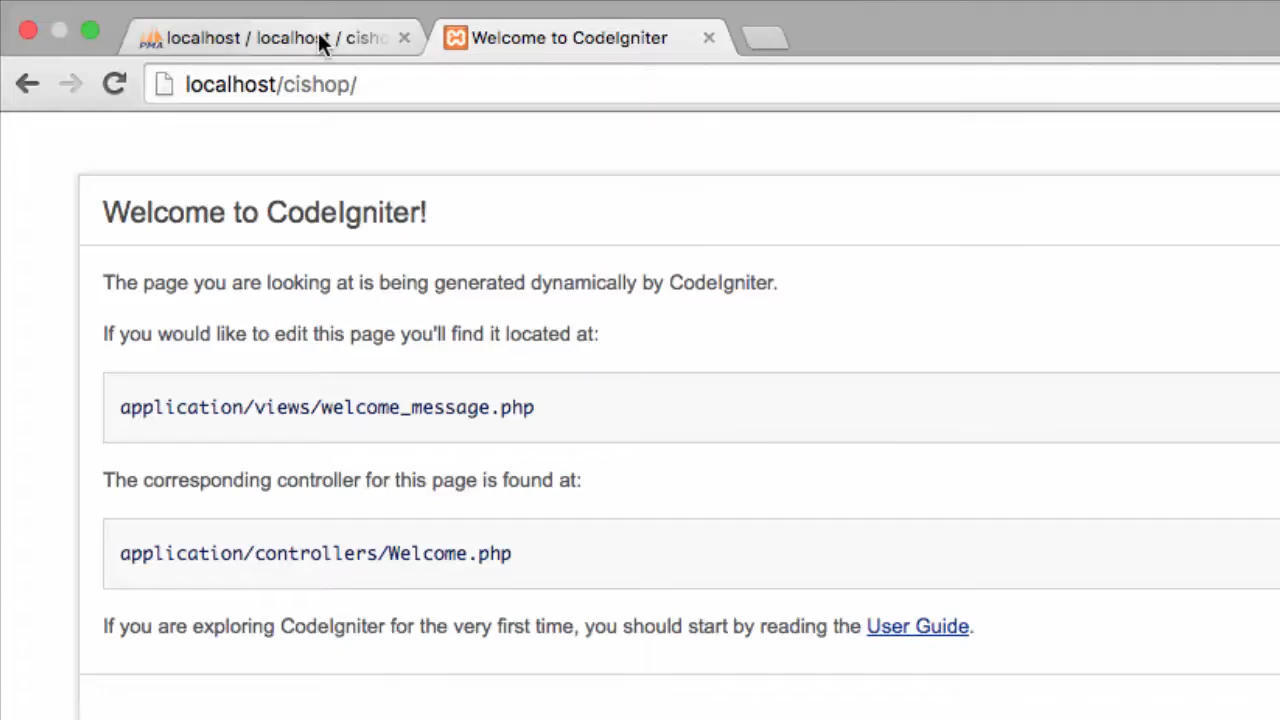 localhost / localhost / cisho
Welcome to CodeIgniter
localhost/cishop/
Welcome to CodeIgniter!
The page you are looking at is being generated dynamically by CodeIgniter.
If you would like to edit this page you'll find it located at:
application/views/welcome_message.php
The corresponding controller for this page is found at:
application/controllers/Welcome.php
If you are exploring CodeIgniter for the very first time, you should start by reading the User Guide.